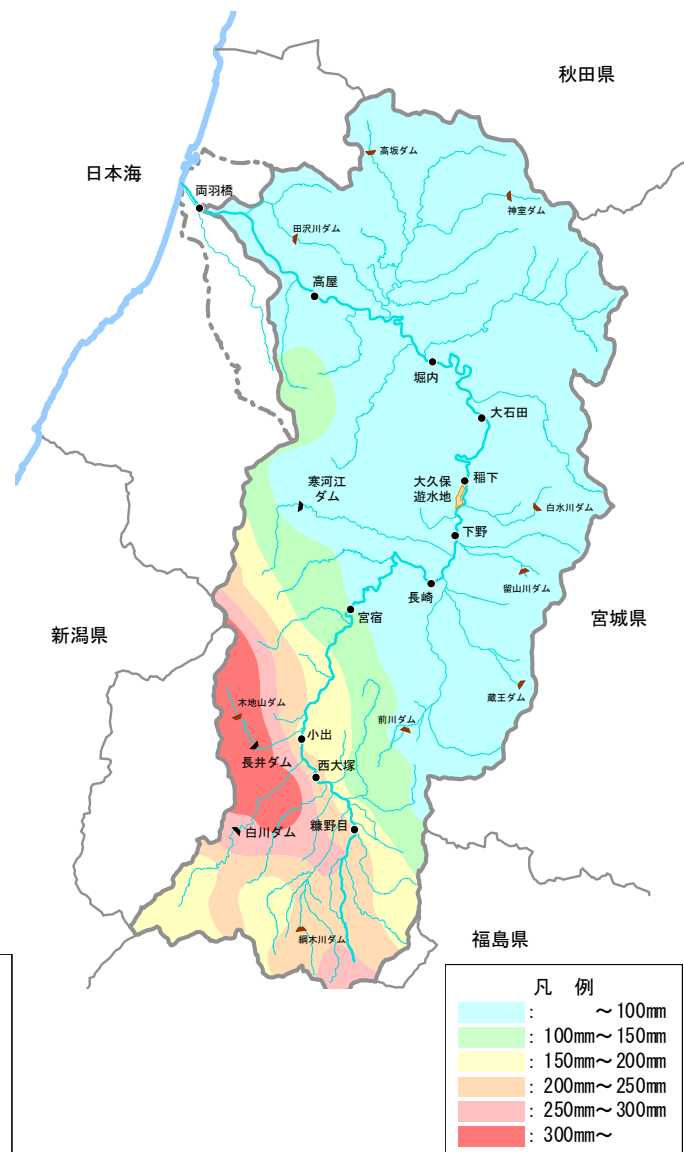 秋田県
日本海
高坂ダム
両羽橋
神室ダム
田沢川ダム
高屋
堀内
大石田
寒河江
ダム
大久保
遊水地
稲下
白水川ダム
下野
留山川ダム
長崎
宮宿
新潟県
宮城県
木地山ダム
蔵王ダム
前川ダム
小出
長井ダム
西大塚
白川ダム
糠野目
綱木川ダム
福島県
凡 例
: ～100mm
: 100mm～150mm
: 150mm～200mm
: 200mm～250mm
: 250mm～300mm
: 300mm～